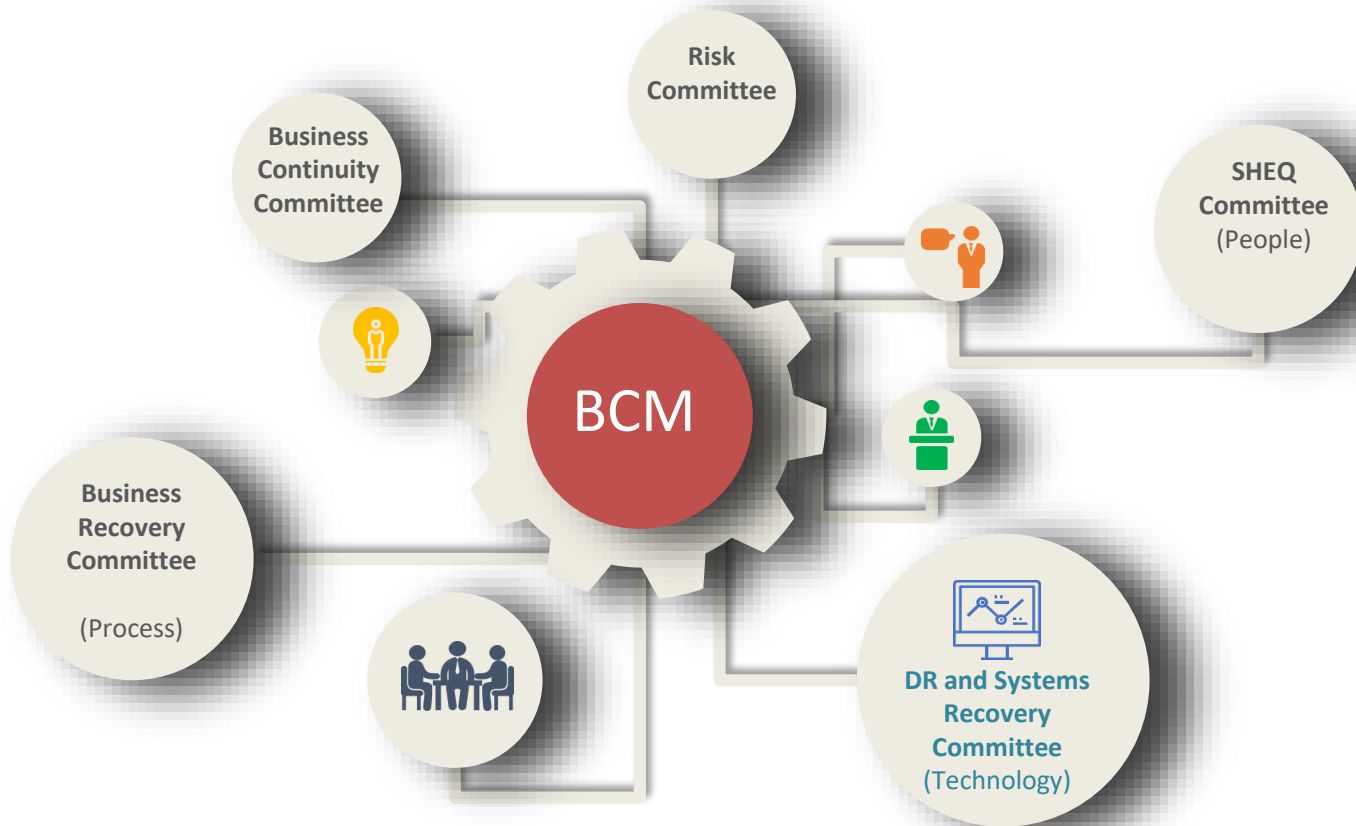 Risk
Committee
Business
Continuity
Committee
SHEQ
Committee
(People)
BCM
Business
Recovery
Committee
(Process)
DR and Systems
Recovery
Committee
(Technology)